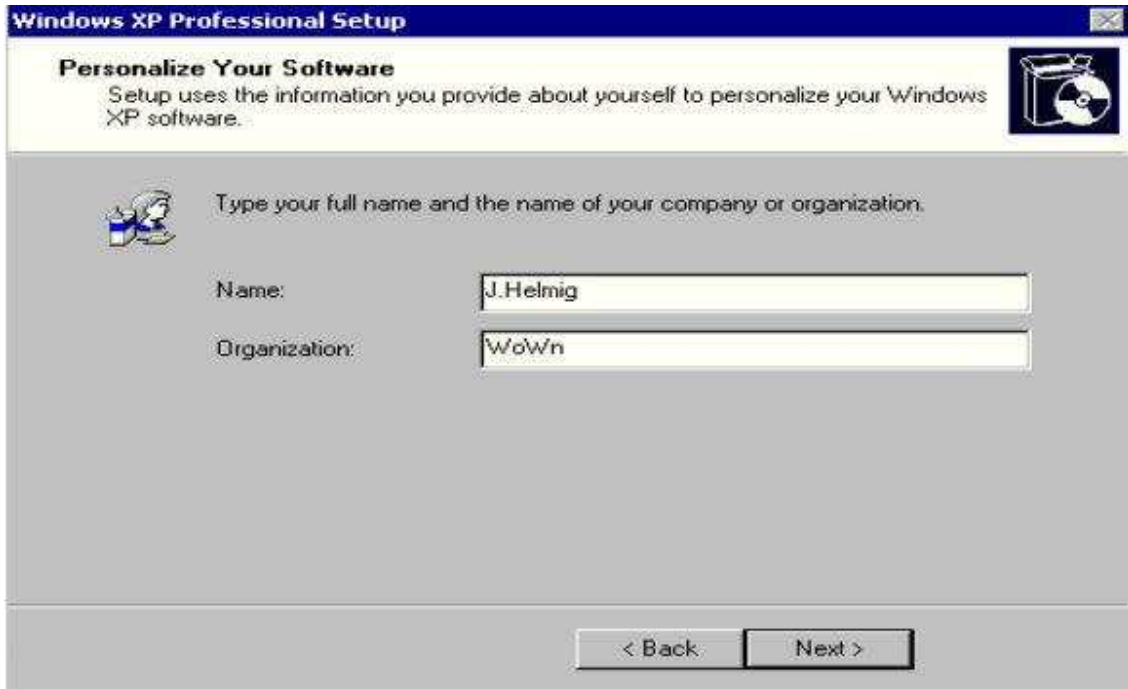 Windows XP Professional Setup
Personalize Your Software
Setup uses the information you provide about yourself to personalize your Windows
XP software.
Type your full name and the name of your company or organization.
Name:
J.Helmig
Organization:
WoWn
< Back
Next >